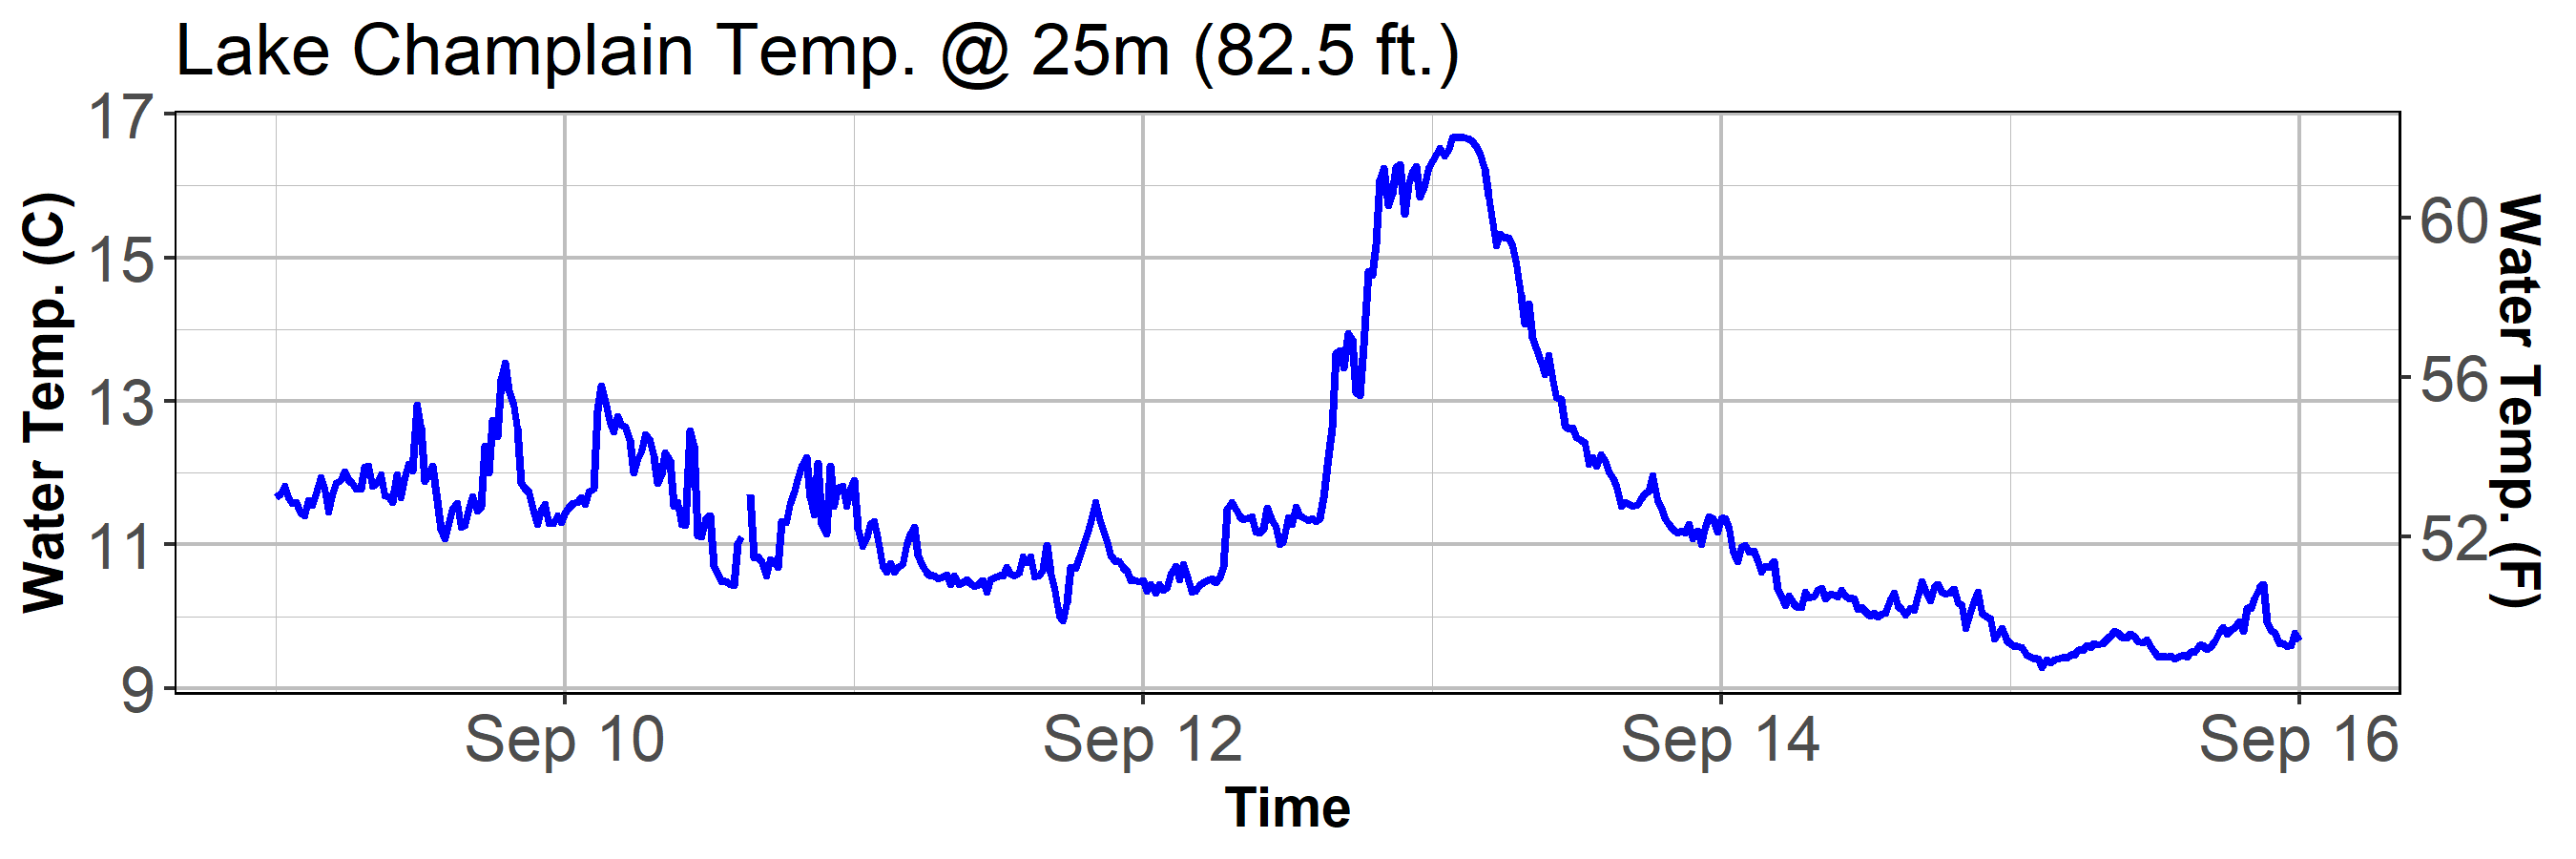 Lake Champlain Temp. @ 25m (82.5 ft.)
Water Temp. (C)
17
15
13
11
9
60
56
52
Water Temp. (F)
Sep 10 Sep 12 Sep 14 Sep 16
Time